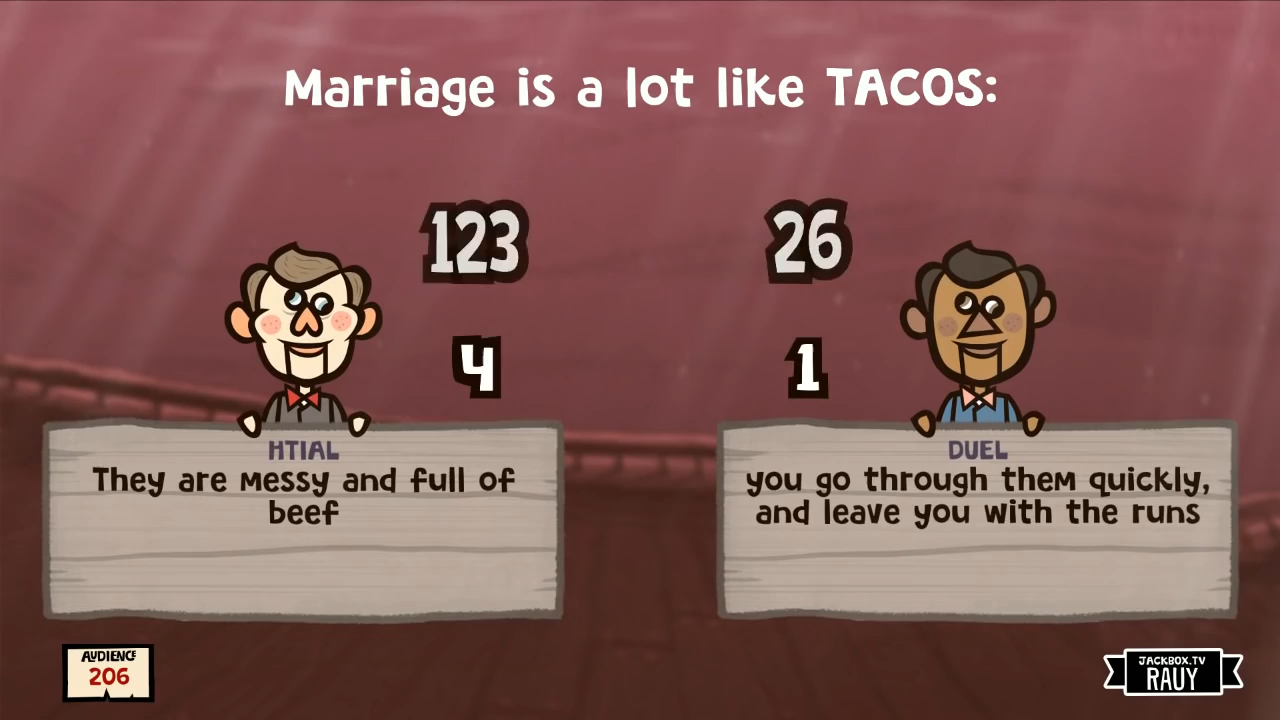 Marriage is a lot like TACOS:
123
26
4
1
HTIAL
They are messy and full of
beef
DUEL
you go through them quickly,
and leave you with the runs
AUDIENCE
206
JACKBOX.TV
RAUY